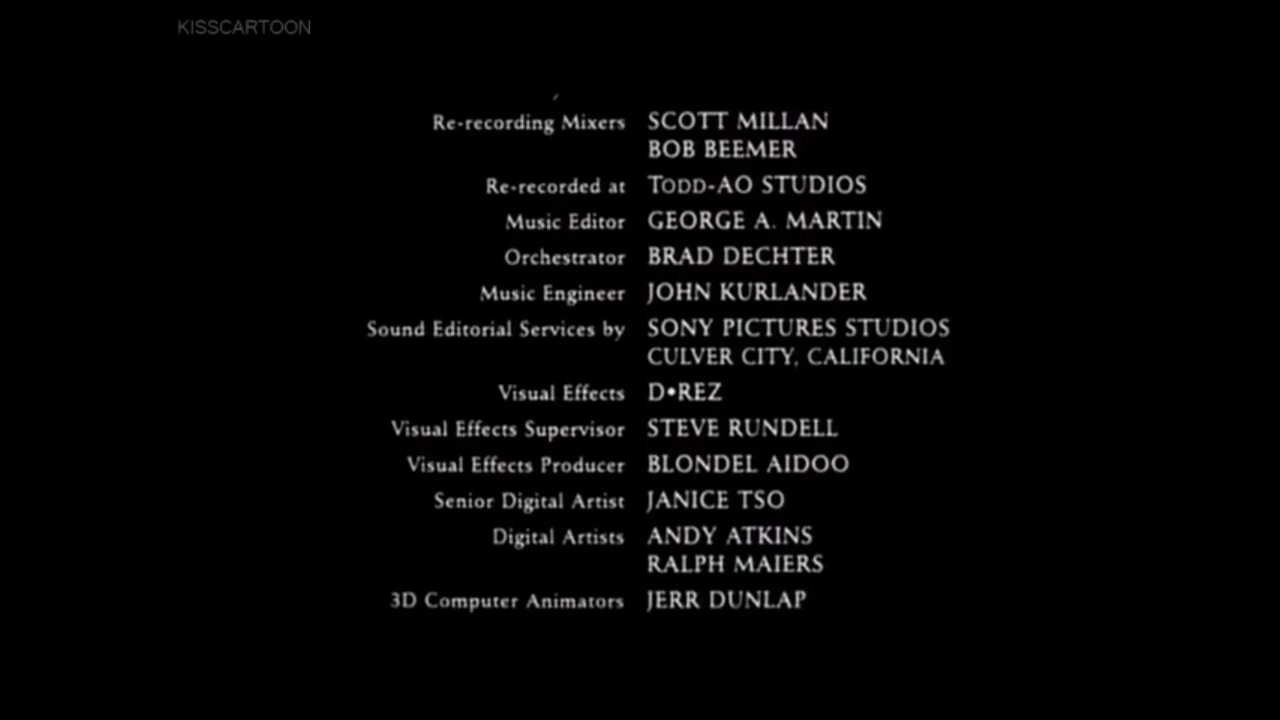 KISSCARTOON
Re-recording Mixers SCOTT MILLAN
BOB BEEMER
Re-recorded at TODD-AO STUDIOS
Music Editor GEORGE A. MARTIN
Orchestrator BRAD DECHTER
Music Engineer JOHN KURLANDER
Sound Editorial Services by SONY PICTURES STUDIOS
CULVER CITY, CALIFORNIA
Visual Effects D•REZ
Visual Effects Supervisor STEVE RUNDELL
Visual Effects Producer BLONDEL AIDOO
Senior Digital Artist JANICE TSO
Digital Artists ANDY ATKINS
RALPH MAIERS
3D Computer Animators JERR DUNLAP